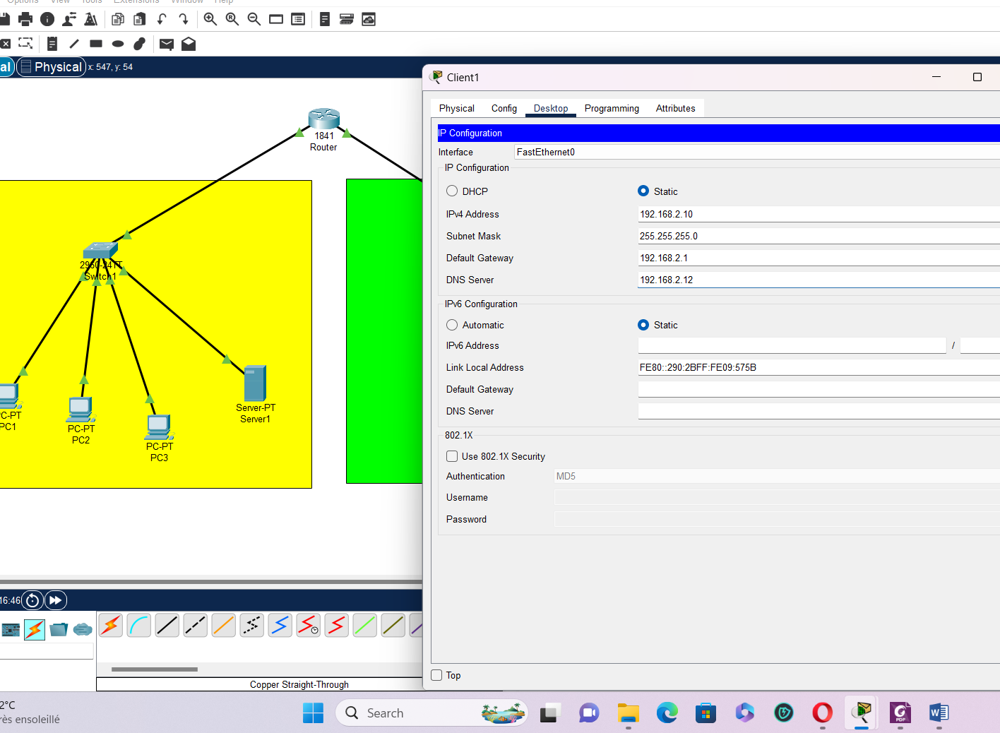 Options View Tools Extensions Window Help
Physical x: 547, y: 54
Client1
Physical Config Desktop Programming Attributes
IP Configuration
Interface FastEthernet0
IP Configuration
DHCP Static
IPv4 Address 192.168.2.10
Subnet Mask 255.255.255.0
Default Gateway 192.168.2.1
DNS Server 192.168.2.12
IPv6 Configuration
Automatic Static
IPv6 Address /
Link Local Address FE80::290:2BFF:FE09:575B
Default Gateway
DNS Server
802.1X
Use 802.1X Security
Authentication MD5
Username
Password
Top
1841
Router
2960-24TT
Switch1
PC-PT
PC1
PC-PT
PC2
PC-PT
PC3
Server-PT
Server1
16:46
Copper Straight-Through
2°C
rès ensoleillé
Search